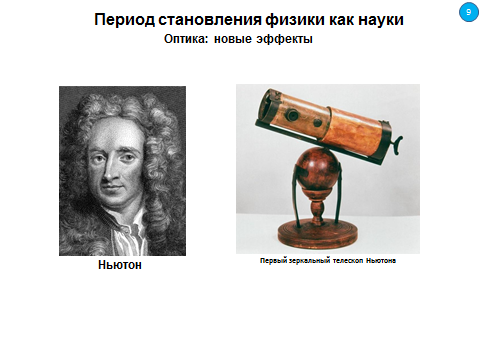 Период становления физики как науки
9
Оптика: новые эффекты
Ньютон
Первый зеркальный телескоп Ньютона